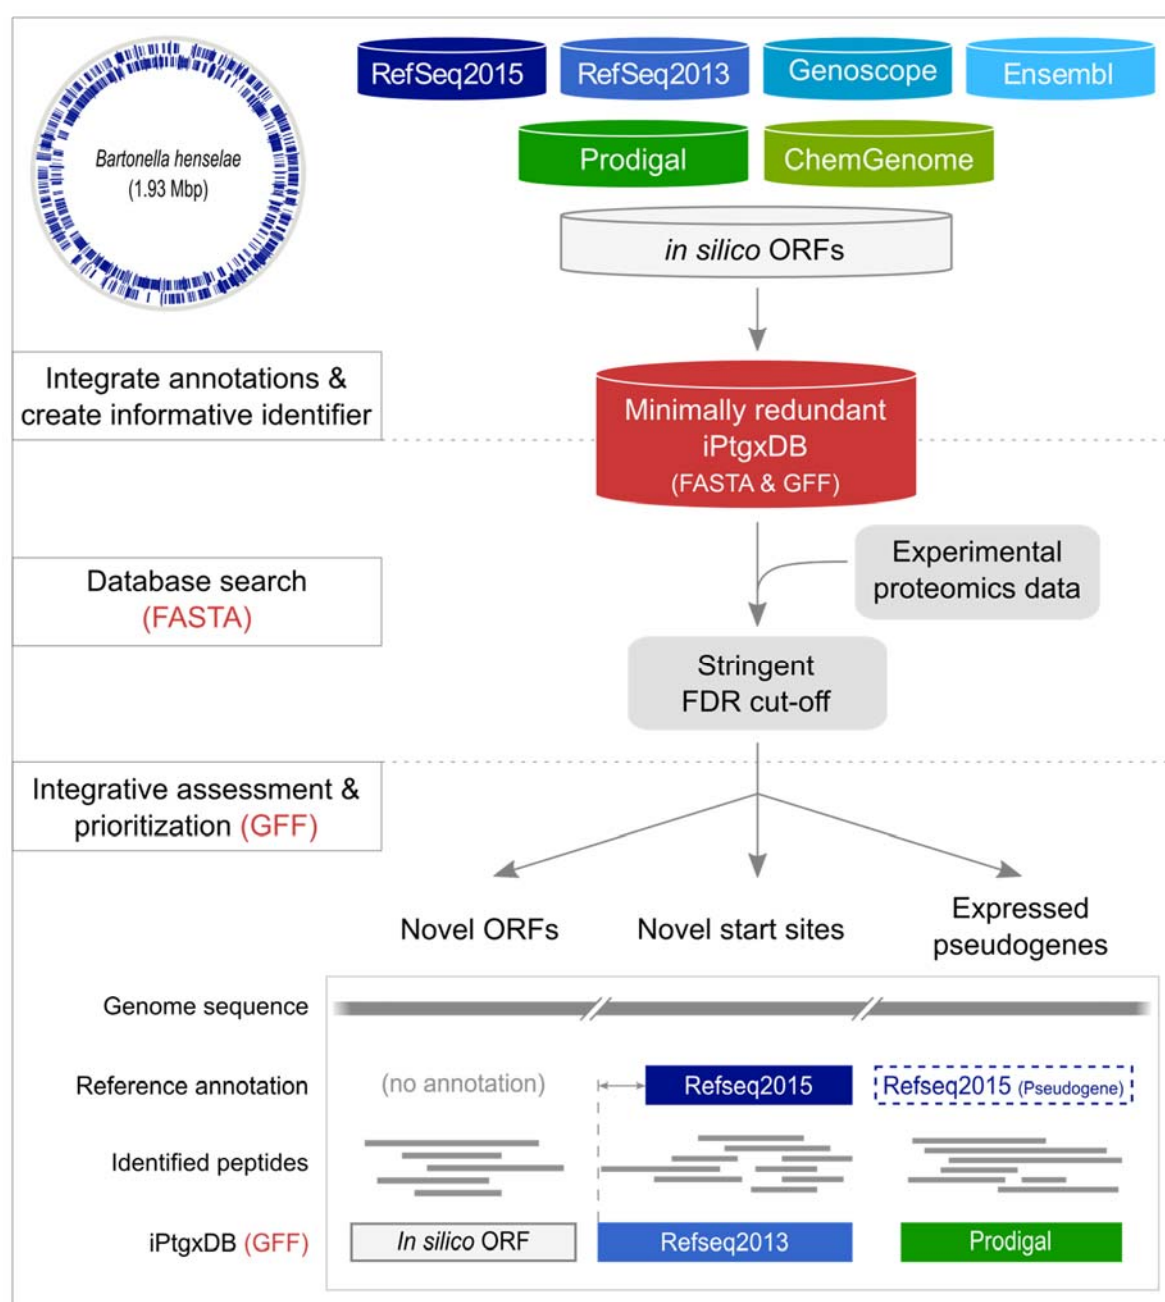 RefSeq2015
RefSeq2013
Genoscope
Ensembl
Bartonella henselae
(1.93 Mbp)
Prodigal
ChemGenome
in silico ORFs
Integrate annotations &
create informative identifier
Minimally redundant
iPtgxDB
(FASTA & GFF)
Experimental
proteomics data
Database search
(FASTA)
Stringent
FDR cut-off
Integrative assessment &
prioritization (GFF)
Novel ORFs
Novel start sites
Expressed
pseudogenes
Genome sequence
Reference annotation
(no annotation)
Refseq2015
Refseq2015 (Pseudogene)
Identified peptides
iPtgxDB (GFF)
In silico ORF
Refseq2013
Prodigal